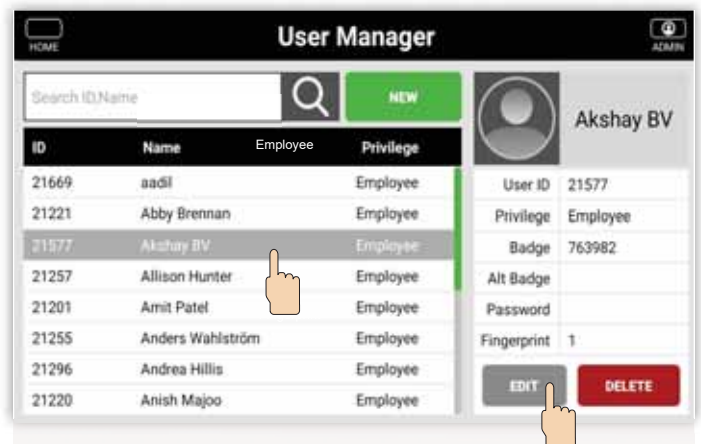 HOME
User Manager
ADMIN
Search ID,Name
NEW
Akshay BV
ID Name Employee Privilege
21669 aadil Employee
21221 Abby Brennan Employee
21577 Akshay BV Employee
21257 Allison Hunter Employee
21201 Amit Patel Employee
21255 Anders Wahlström Employee
21296 Andrea Hillis Employee
21220 Anish Majoo Employee
User ID 21577
Privilege Employee
Badge 763982
Alt Badge
Password
Fingerprint 1
EDIT DELETE